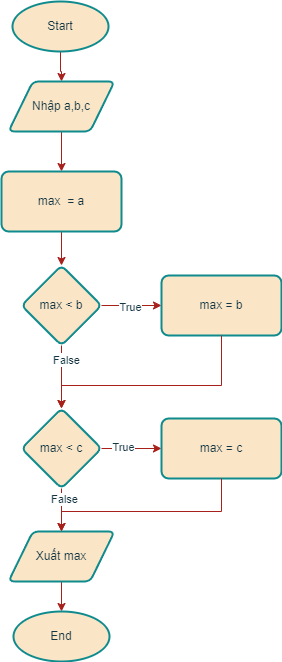 Start
Nhập a,b,c
max = a
max < b
True
max = b
False
max < c
True
max = c
False
Xuất max
End